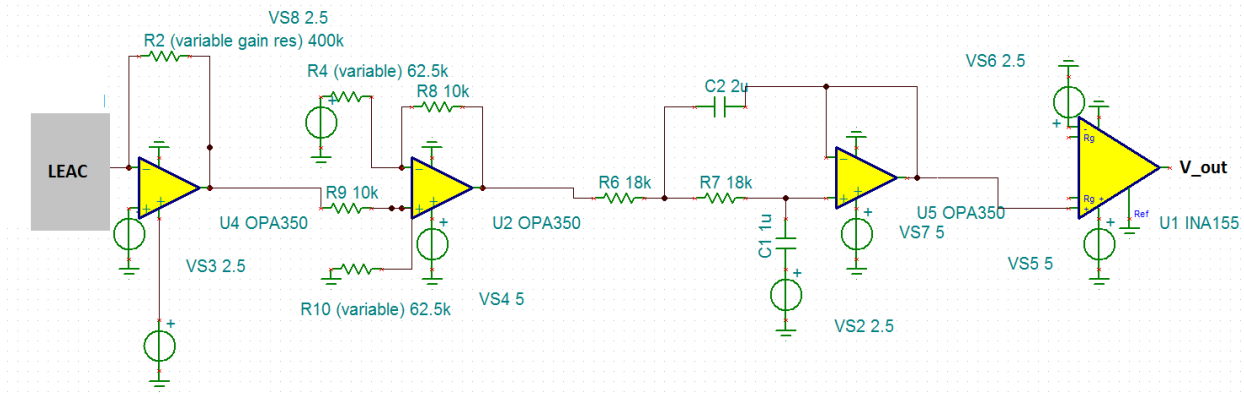 VS8 2.5
R2 (variable gain res) 400k
R4 (variable) 62.5k
R8 10k
C2 2u
VS6 2.5
LEAC
Rg
V_out
R9 10k
R6 18k
R7 18k
U4 OPA350
U2 OPA350
U5 OPA350
Rg
Ref
U1 INA155
VS7 5
C1 1u
VS3 2.5
VS5 5
VS4 5
R10 (variable) 62.5k
VS2 2.5